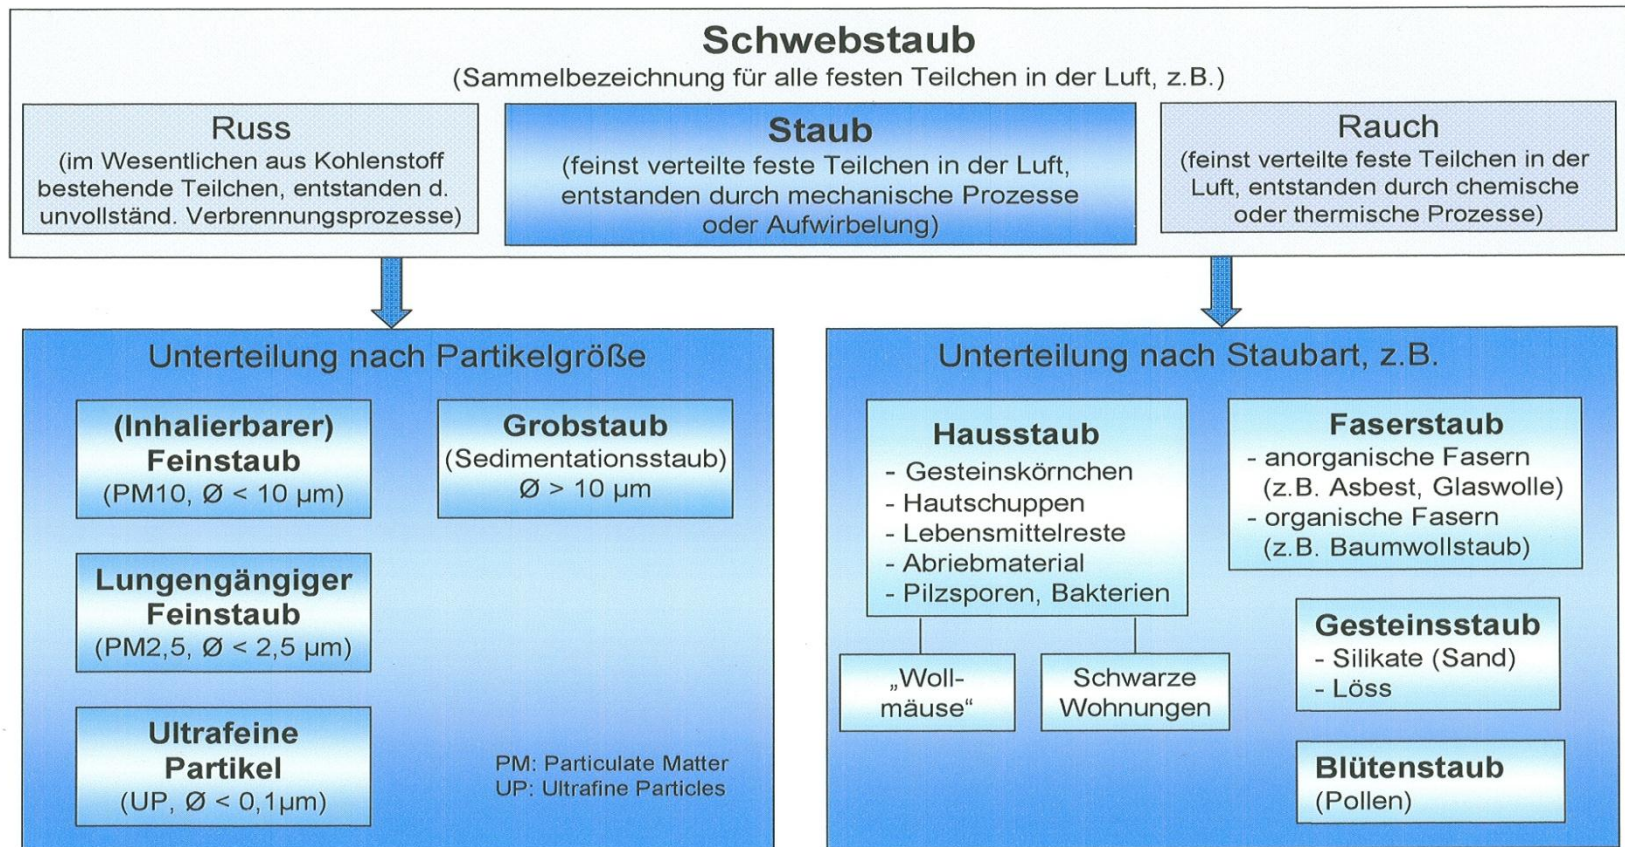 Schwebstaub
(Sammelbezeichnung für alle festen Teilchen in der Luft, z.B.)
Russ
(im Wesentlichen aus Kohlenstoff
bestehende Teilchen, entstanden d.
unvollständ. Verbrennungsprozesse)
Staub
(feinst verteilte feste Teilchen in der Luft,
entstanden durch mechanische Prozesse
oder Aufwirbelung)
Rauch
(feinst verteilte feste Teilchen in der
Luft, entstanden durch chemische
oder thermische Prozesse)
Unterteilung nach Partikelgröße
(Inhalierbarer)
Feinstaub
(PM10, Ø < 10 µm)
Grobstaub
(Sedimentationsstaub)
Ø > 10 µm
Lungengängiger
Feinstaub
(PM2,5, Ø < 2,5 µm)
Ultrafeine
Partikel
(UP, Ø < 0,1µm)
PM: Particulate Matter
UP: Ultrafine Particles
Unterteilung nach Staubart, z.B.
Hausstaub
- Gesteinskörnchen
- Hautschuppen
- Lebensmittelreste
- Abriebmaterial
- Pilzsporen, Bakterien
„Woll-
mäuse“
Schwarze
Wohnungen
Faserstaub
- anorganische Fasern
(z.B. Asbest, Glaswolle)
- organische Fasern
(z.B. Baumwollstaub)
Gesteinsstaub
- Silikate (Sand)
- Löss
Blütenstaub
(Pollen)